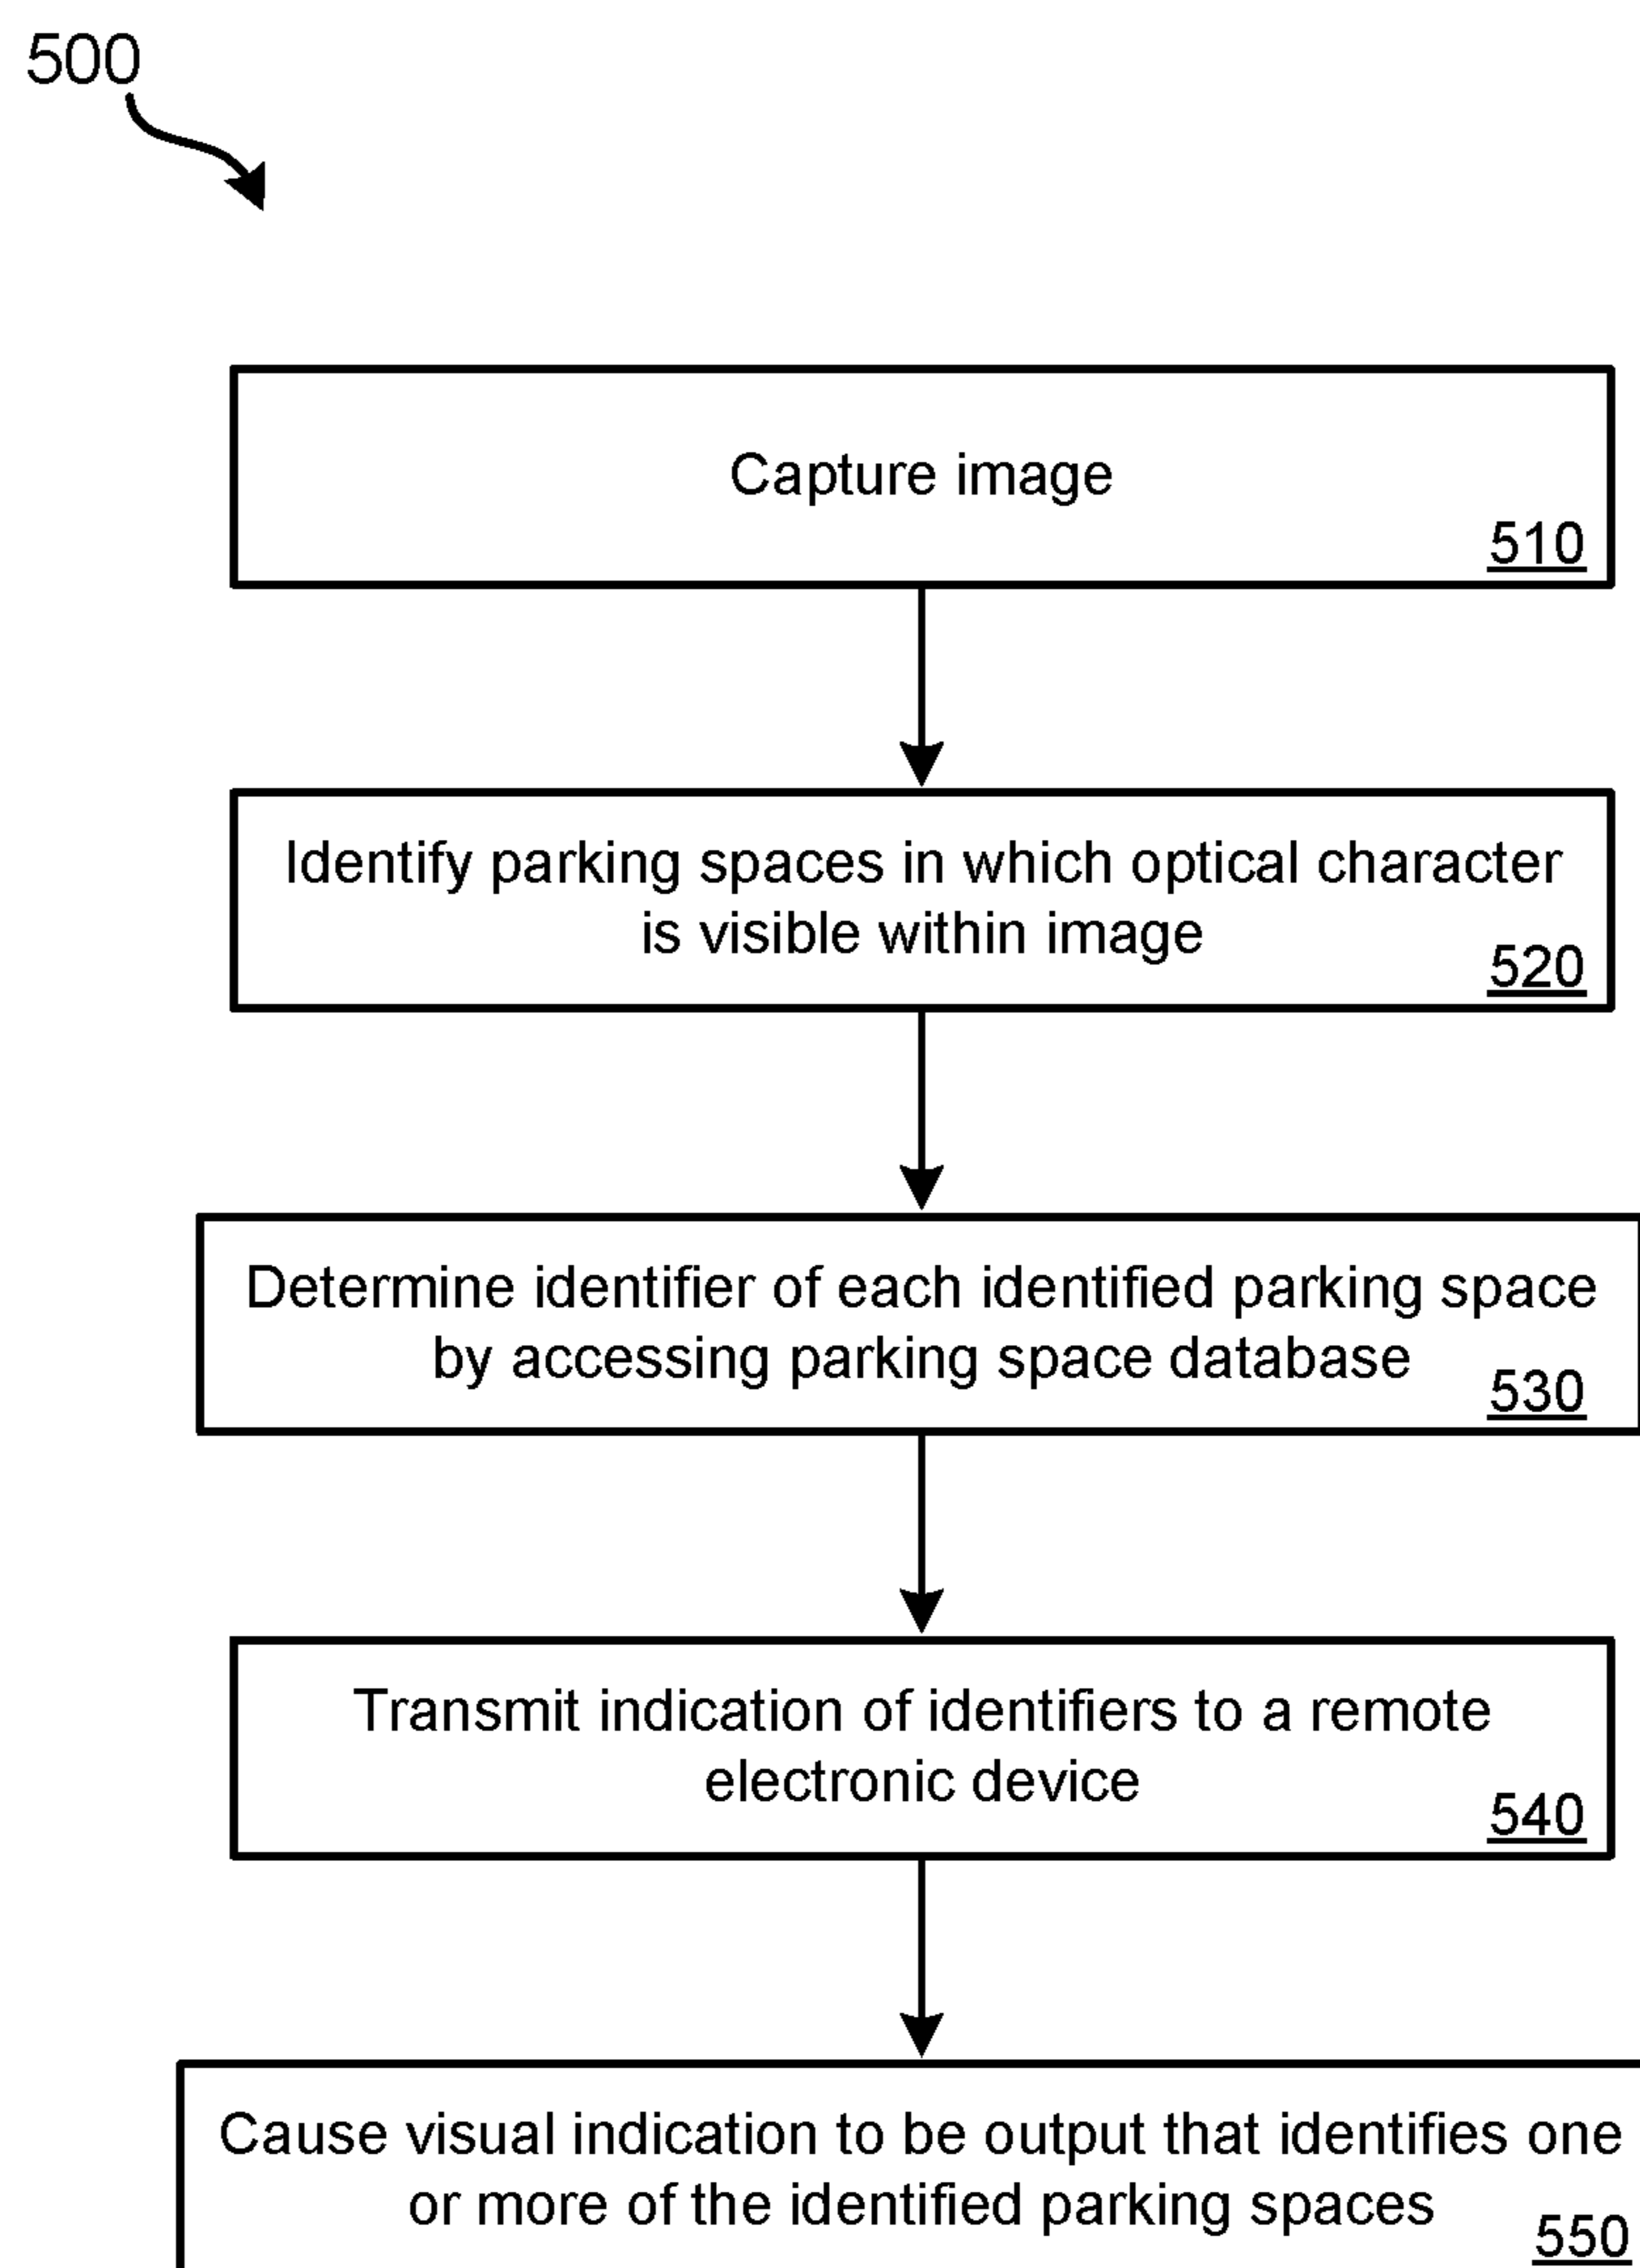 500
Capture image
510
Identify parking spaces in which optical character
is visible within image
520
Determine identifier of each identified parking space
by accessing parking space database
530
Transmit indication of identifiers to a remote
electronic device
540
Cause visual indication to be output that identifies one
or more of the identified parking spaces
550